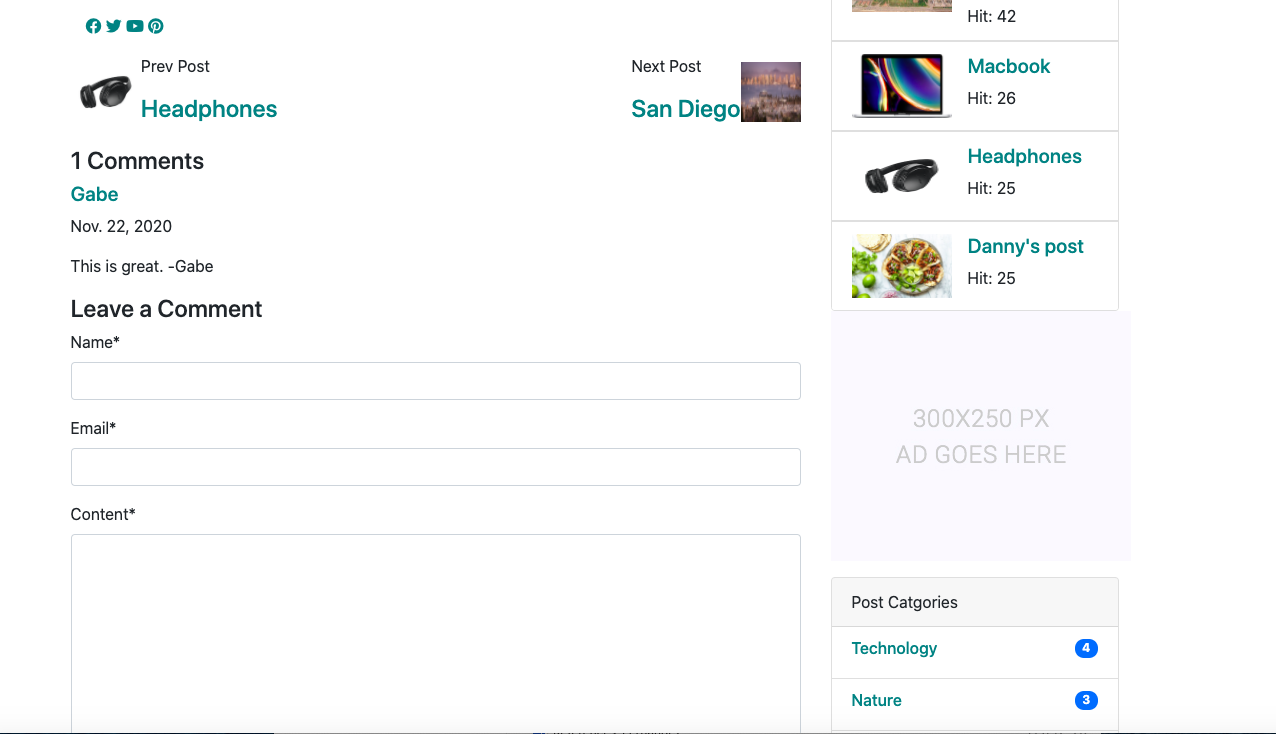 Prev Post
Headphones
Next Post
San Diego
1 Comments
Gabe
Nov. 22, 2020
This is great. -Gabe
Leave a Comment
Name*
Email*
Content*
Hit: 42
Macbook
Hit: 26
Headphones
Hit: 25
Danny's post
Hit: 25
300X250 PX
AD GOES HERE
Post Catgories
Technology 4
Nature 3